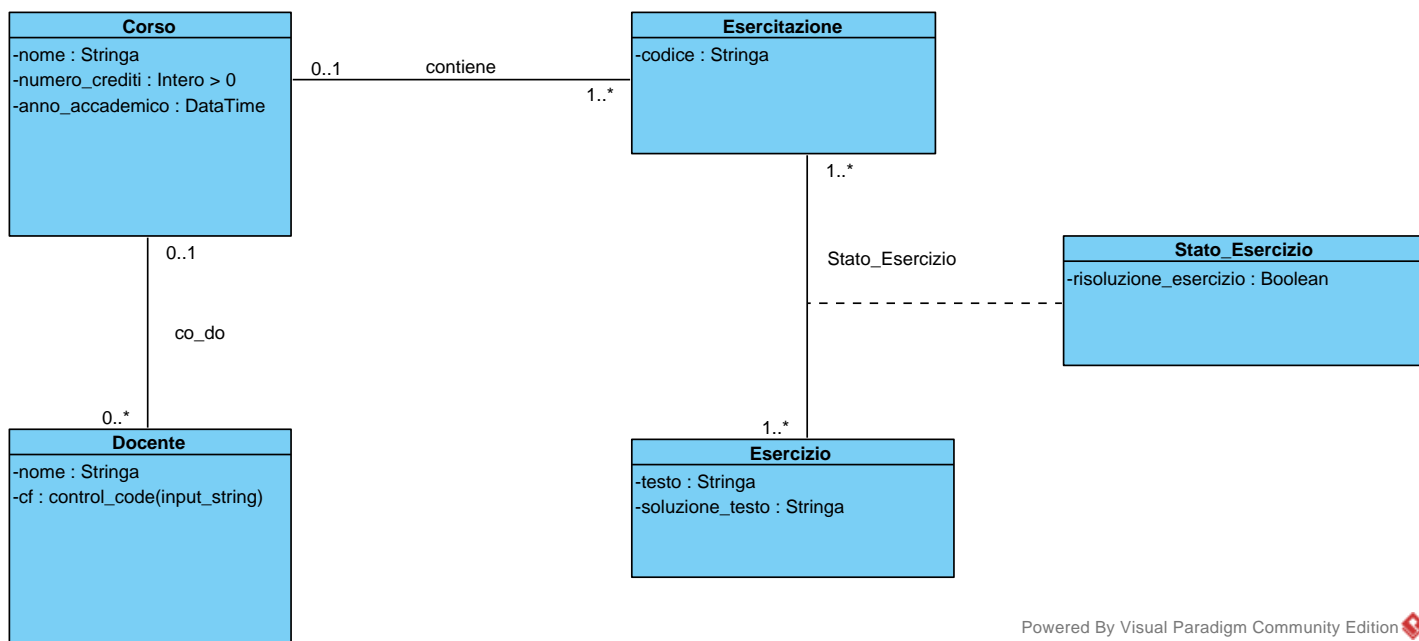 Corso
-nome : Stringa
-numero_crediti : Intero > 0
-anno_accademico : DataTime
0..1
contiene
1..*
Esercitazione
-codice : Stringa
1..*
0..1
co_do
0..*
Stato_Esercizio
Stato_Esercizio
-risoluzione_esercizio : Boolean
1..*
Docente
-nome : Stringa
-cf : control_code(input_string)
Esercizio
-testo : Stringa
-soluzione_testo : Stringa
Powered By Visual Paradigm Community Edition